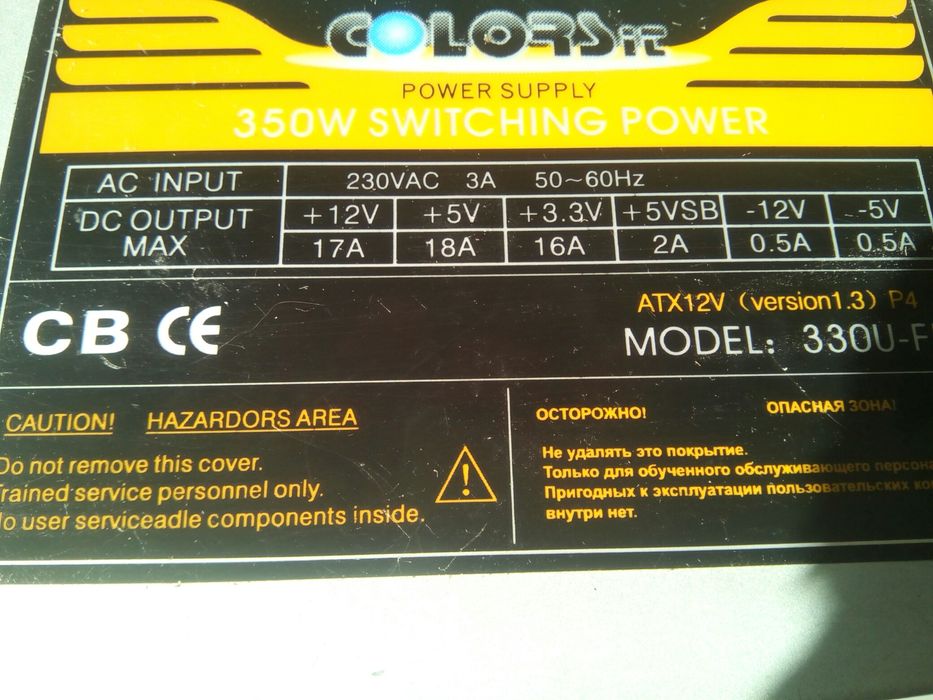 COLORSit
POWER SUPPLY
350W SWITCHING POWER
AC INPUT 230VAC 3A 50~60Hz
DC OUTPUT MAX +12V +5V +3.3V +5VSB -12V -5V
17A 18A 16A 2A 0.5A 0.5A
ATX12V (version1.3) P4
CB CE MODEL: 330U-F
CAUTION! HAZARDORS AREA
Do not remove this cover.
Trained service personnel only.
No user serviceadle components inside.
ОСТОРОЖНО! ОПАСНАЯ ЗОНА!
Не удалять это покрытие.
Только для обученного обслуживающего персона
Пригодных к эксплуатации пользовательских ко
внутри нет.